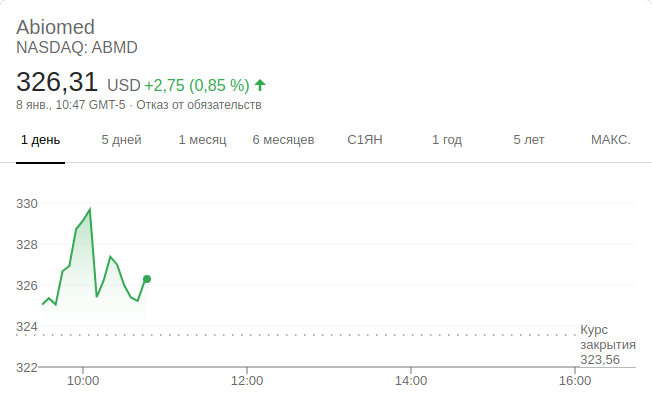 Abiomed
NASDAQ: ABMD
326,31 USD +2,75 (0,85 %)
8 янв., 10:47 GMT-5 · Отказ от обязательств
1 день 5 дней 1 месяц 6 месяцев С1ЯН 1 год 5 лет МАКС.
330
328
326
324
Курс
закрытия
323,56
322
10:00 12:00 14:00 16:00